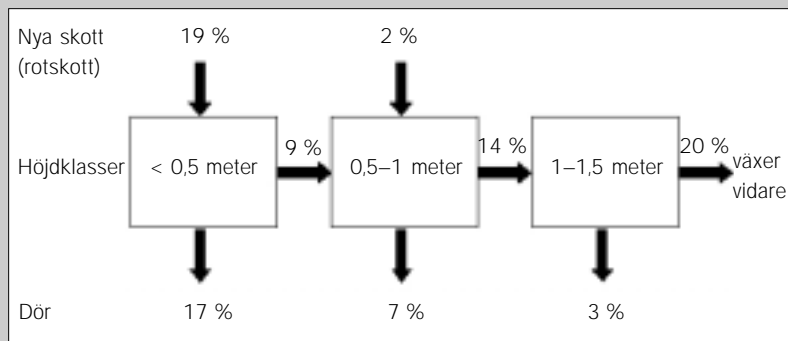 Nya skott 19 % 2 %
(rotskott)
9 % 14 % 20 %
Höjdklasser < 0,5 meter 0,5–1 meter 1–1,5 meter växer
vidare
Dör 17 % 7 % 3 %